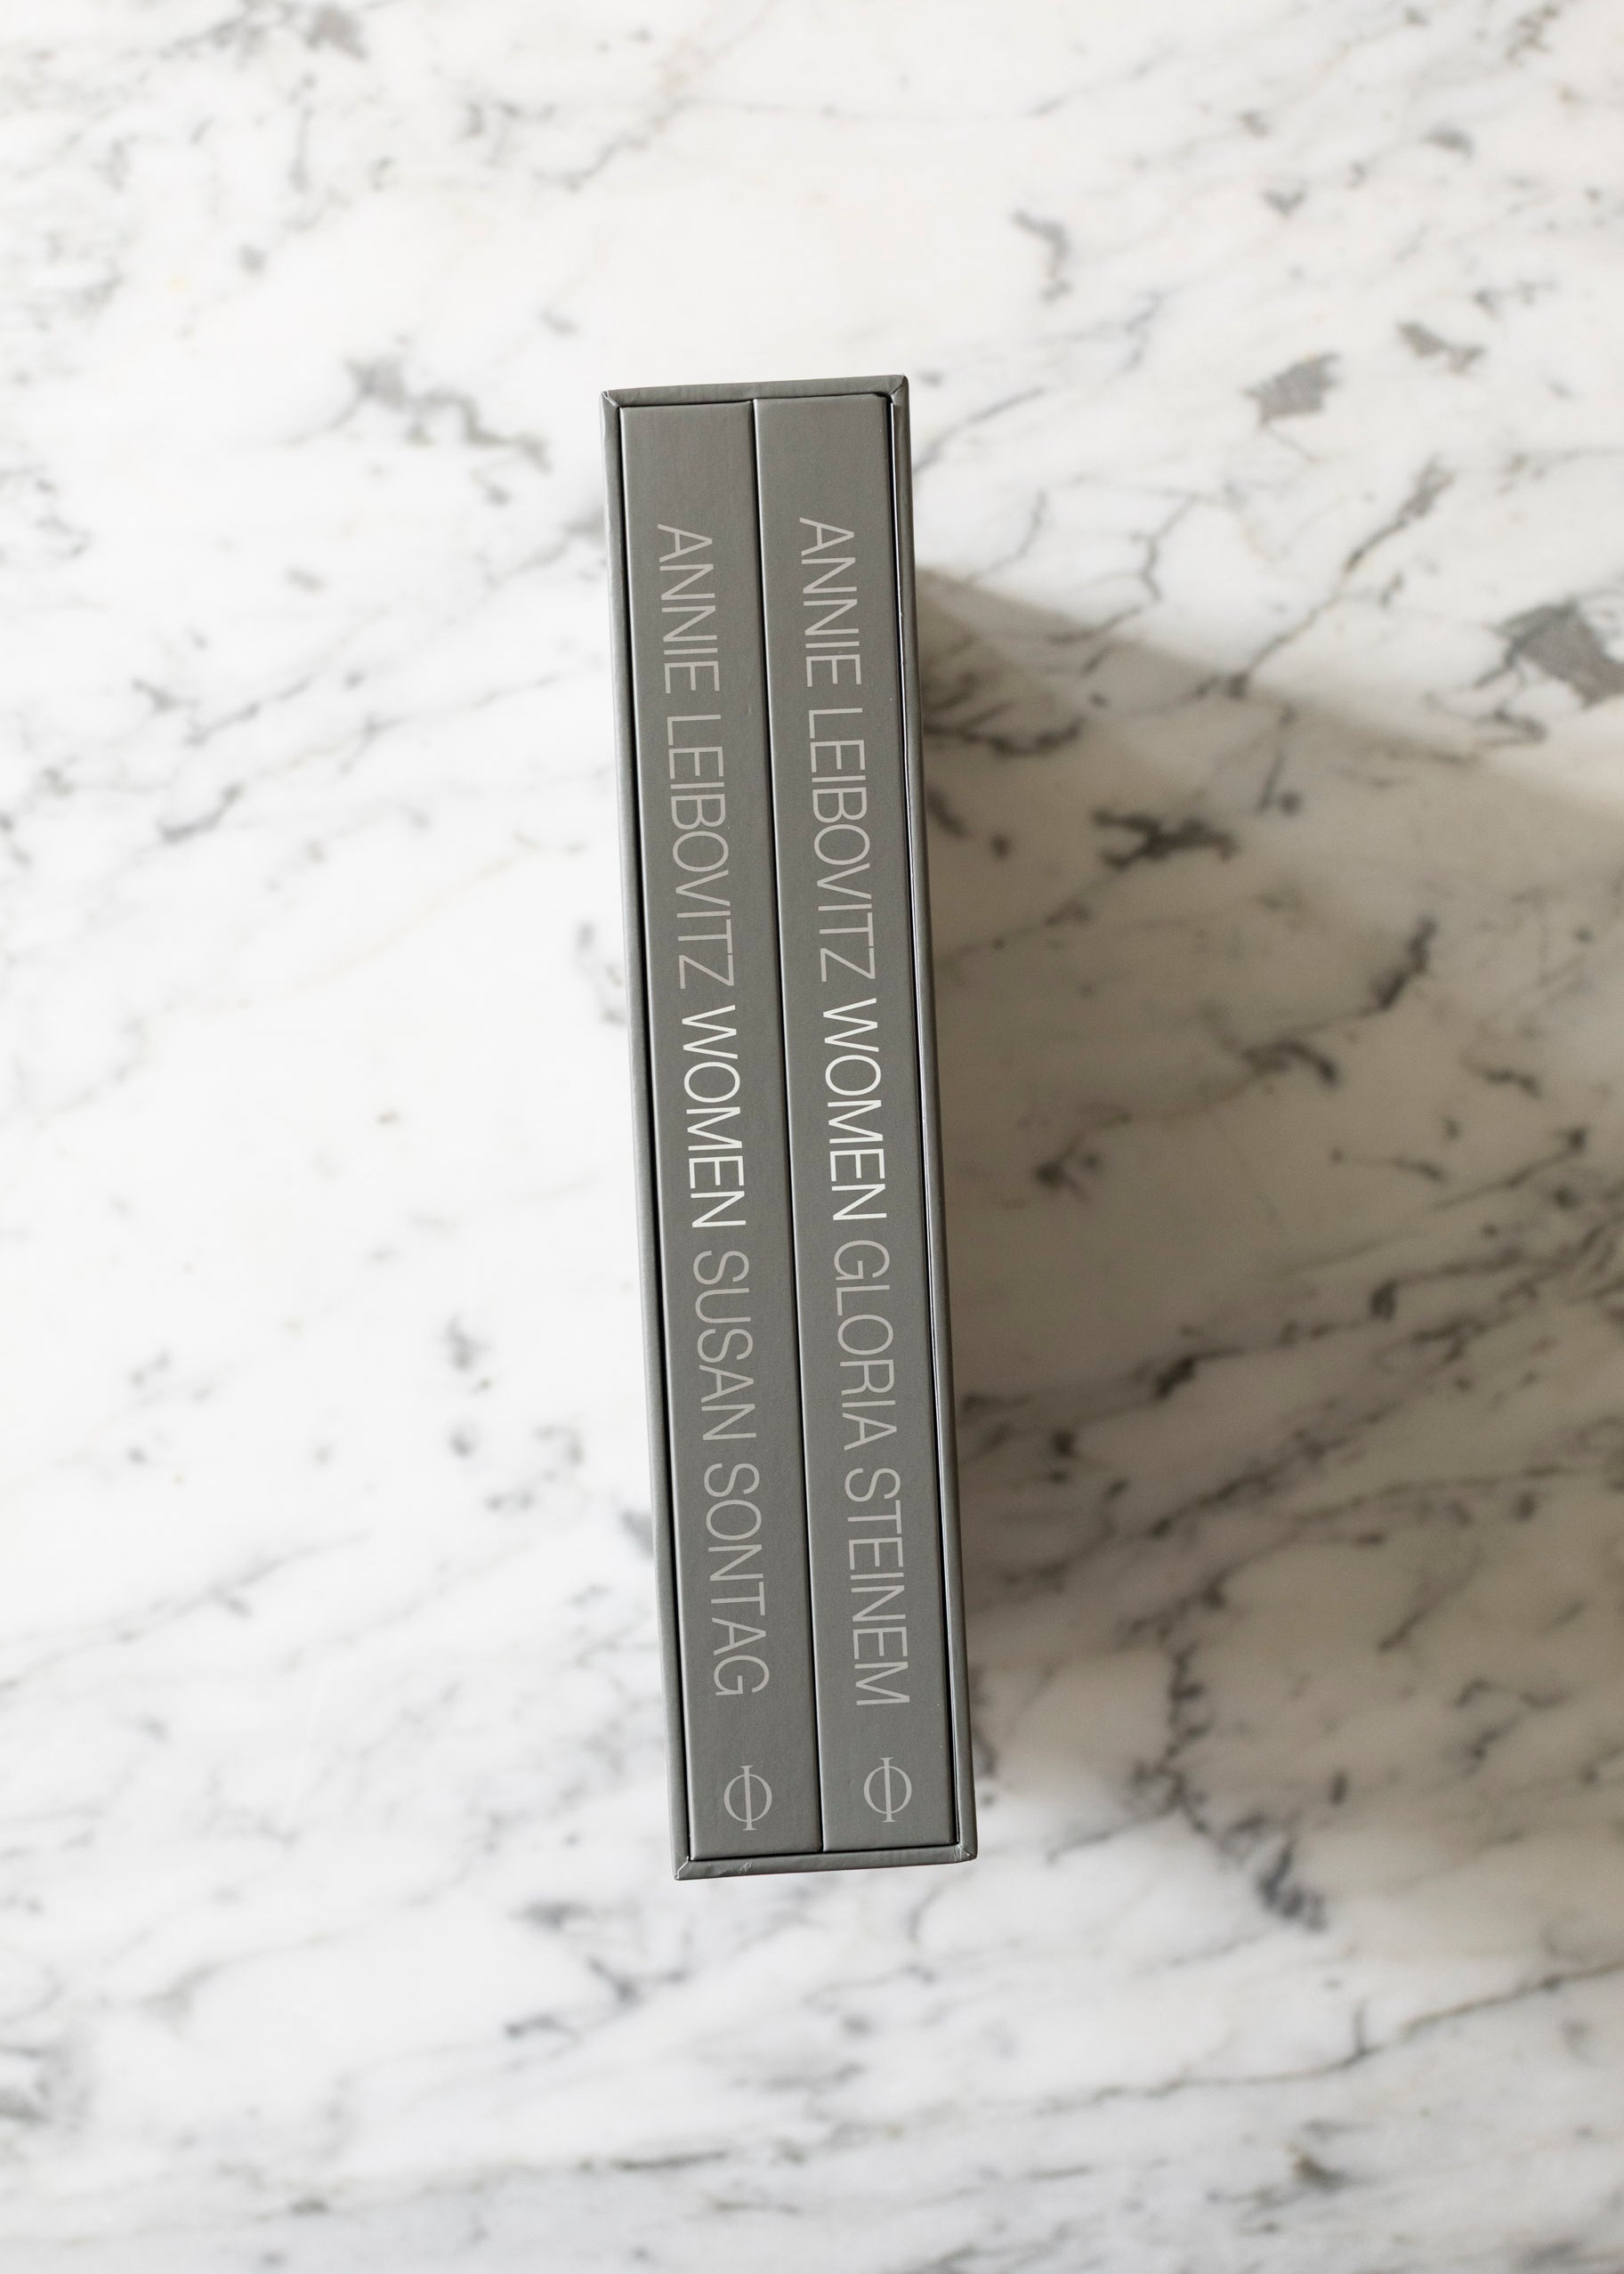 ANNIE LEIBOVITZ WOMEN SUSAN SONTAG
ANNIE LEIBOVITZ WOMEN GLORIA STEINEM